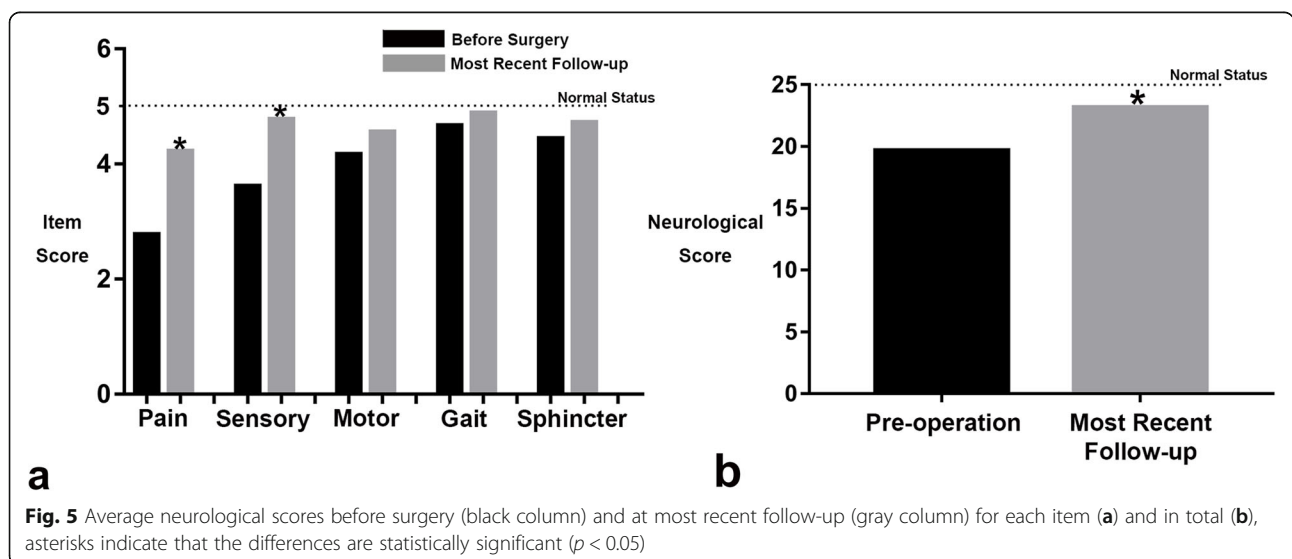 Before Surgery
Most Recent Follow-up
6
5
4
2
0
Normal Status
*
*
Item
Score
Pain Sensory Motor Gait Sphincter
a
25
20
15
10
5
0
Normal Status
*
Neurological
Score
Pre-operation Most Recent
Follow-up
b
Fig. 5 Average neurological scores before surgery (black column) and at most recent follow-up (gray column) for each item (a) and in total (b),
asterisks indicate that the differences are statistically significant (p < 0.05)